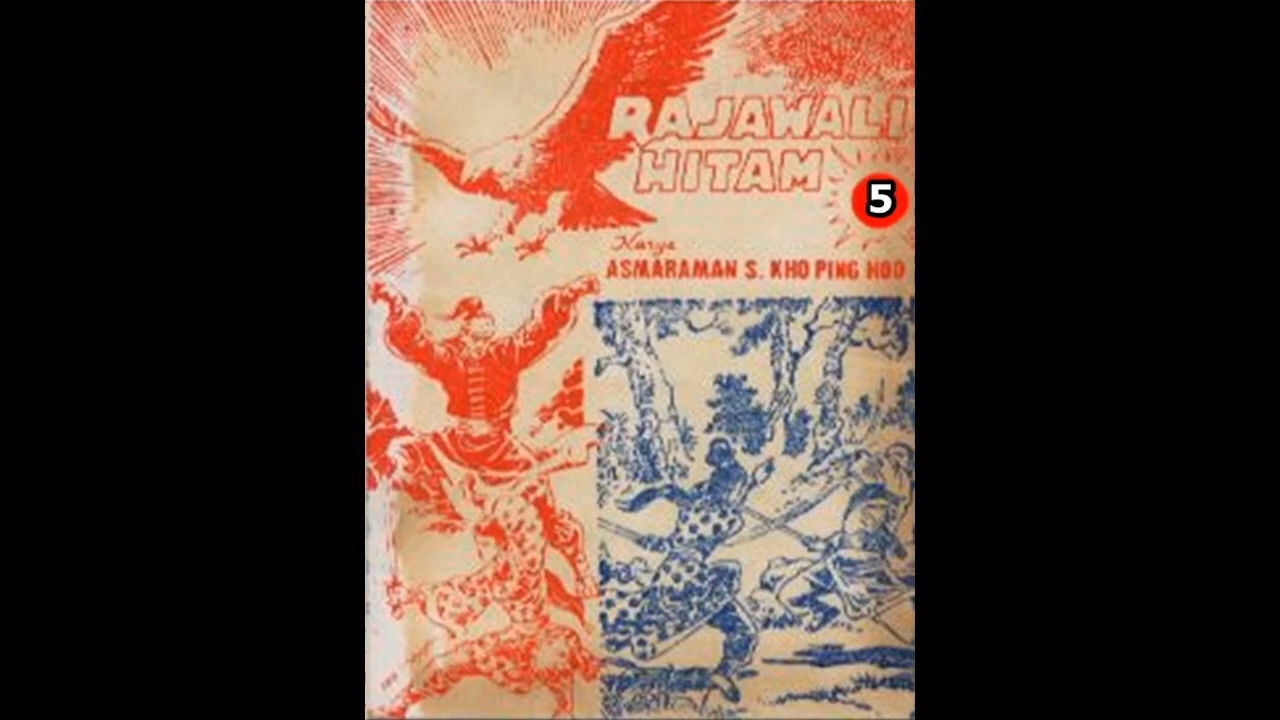 RAJAWALI
HITAM
5
Karya
ASMARAMAN S. KHO PING HOO